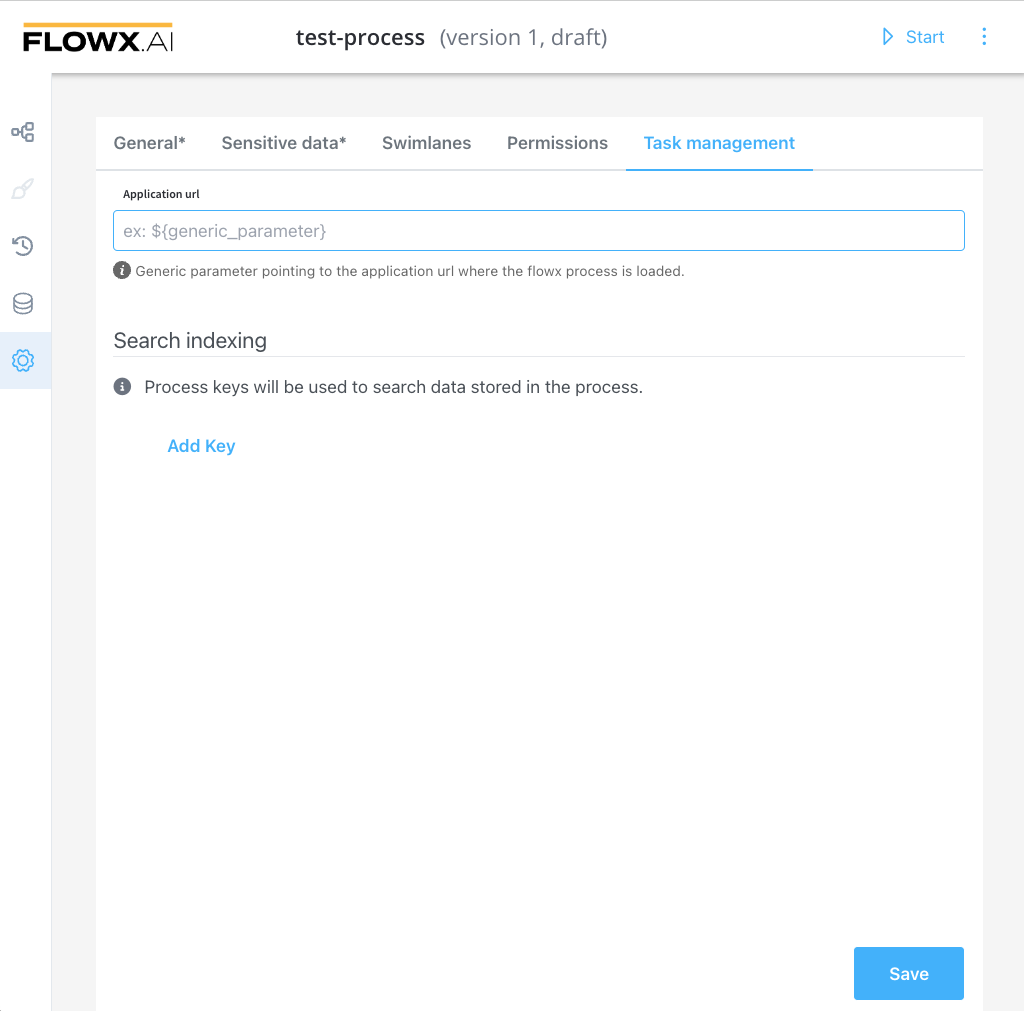 FLOWX.AI
test-process (version 1, draft)
Start
General* Sensitive data* Swimlanes Permissions Task management
Application url
ex: ${generic_parameter}
Generic parameter pointing to the application url where the flowx process is loaded.
Search indexing
Process keys will be used to search data stored in the process.
Add Key
Save